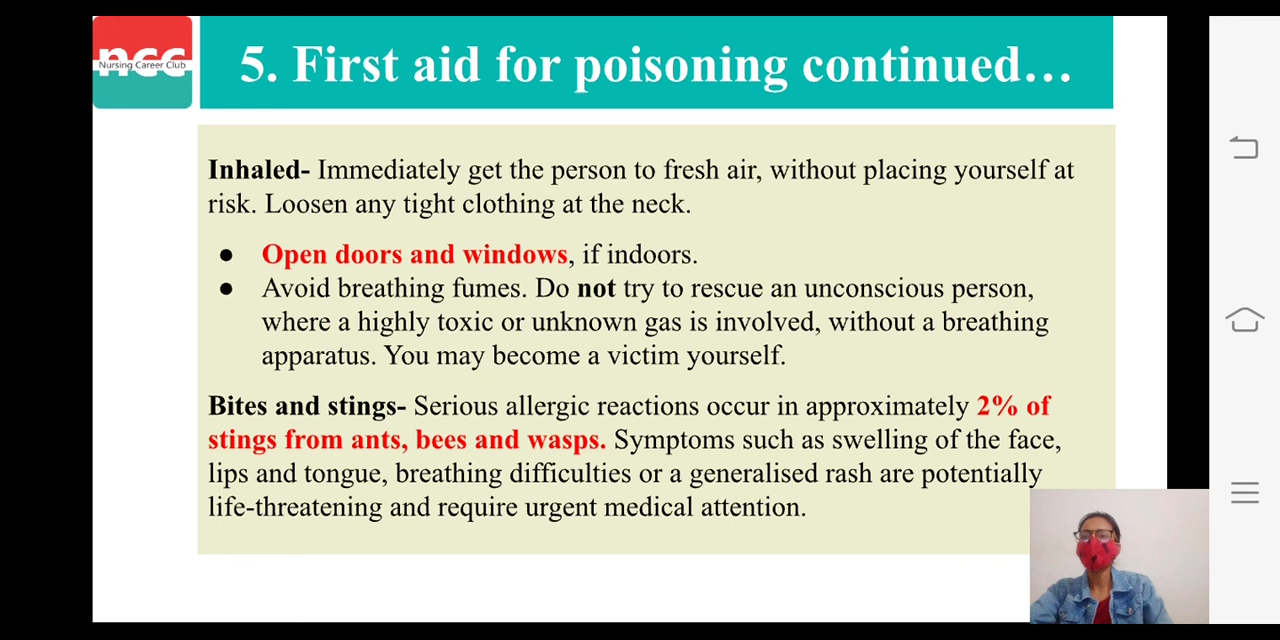 ncc
Nursing Career Club
5. First aid for poisoning continued…
Inhaled- Immediately get the person to fresh air, without placing yourself at
risk. Loosen any tight clothing at the neck.
● Open doors and windows, if indoors.
● Avoid breathing fumes. Do not try to rescue an unconscious person,
where a highly toxic or unknown gas is involved, without a breathing
apparatus. You may become a victim yourself.
Bites and stings- Serious allergic reactions occur in approximately 2% of
stings from ants, bees and wasps. Symptoms such as swelling of the face,
lips and tongue, breathing difficulties or a generalised rash are potentially
life-threatening and require urgent medical attention.